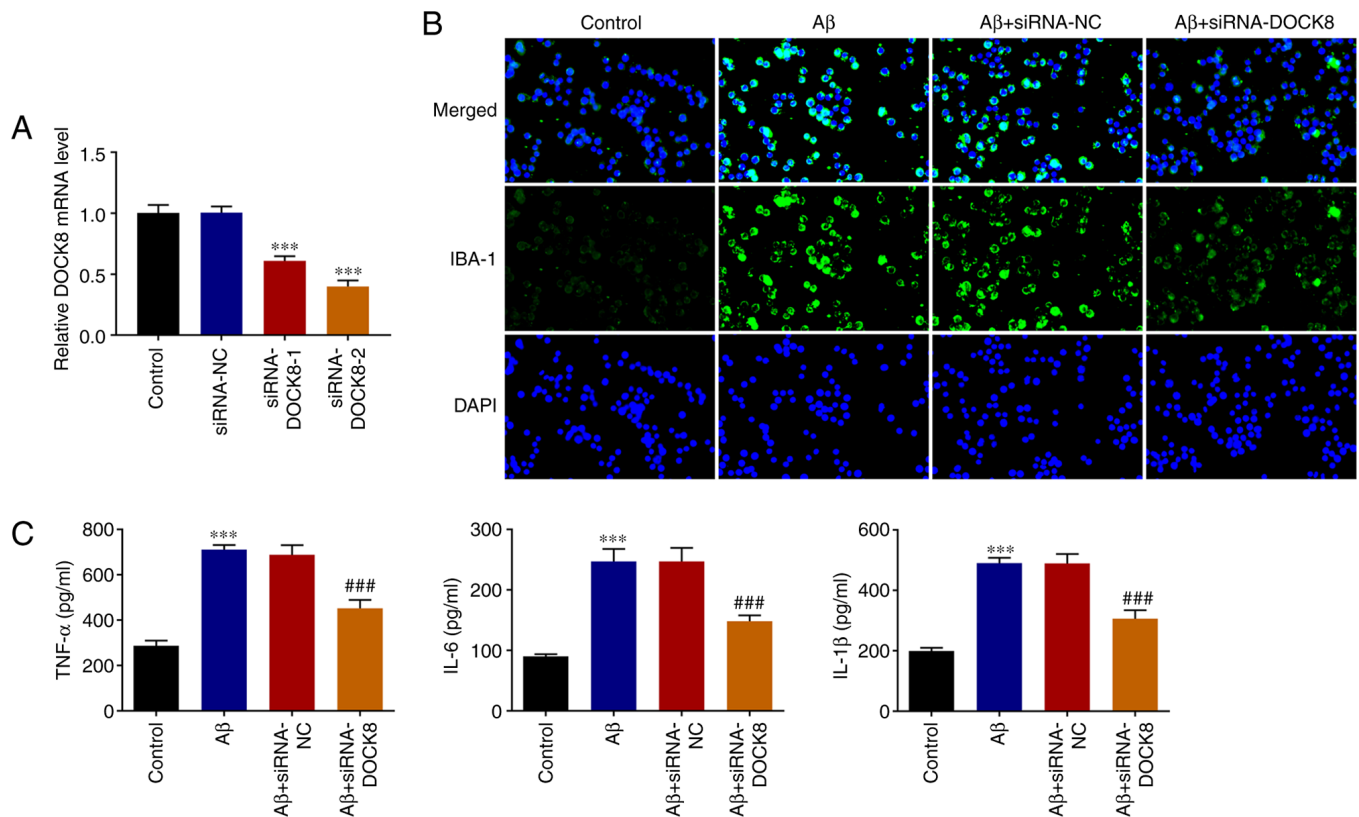 A
Relative DOCK8 mRNA level
1.5
1.0
0.5
0.0
***
***
Control
siRNA-NC
siRNA-
DOCK8-1
siRNA-
DOCK8-2
B
Control
Aβ
Aβ+siRNA-NC
Aβ+siRNA-DOCK8
Merged
IBA-1
DAPI
C
TNF-α (pg/ml)
800
600
400
200
0
***
###
Control
Aβ
Aβ+siRNA-
NC
Aβ+siRNA-
DOCK8
IL-6 (pg/ml)
300
200
100
0
***
###
Control
Aβ
Aβ+siRNA-
NC
Aβ+siRNA-
DOCK8
IL-1β (pg/ml)
600
400
200
0
***
###
Control
Aβ
Aβ+siRNA-
NC
Aβ+siRNA-
DOCK8